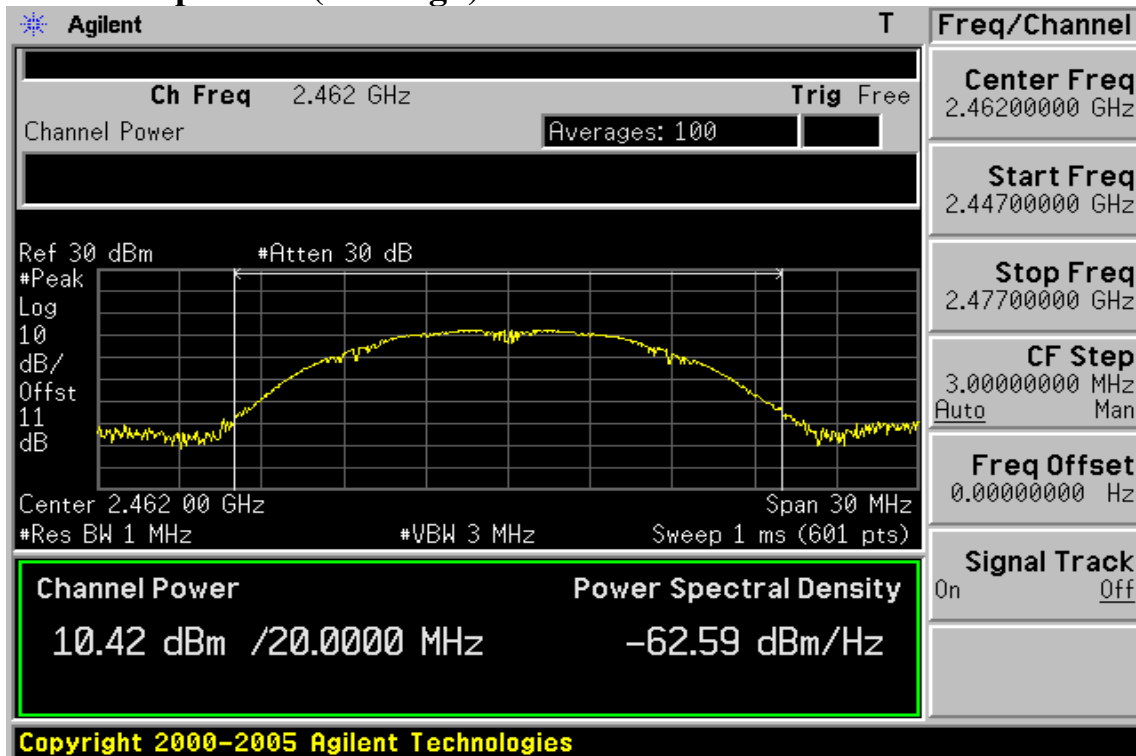 Agilent T
Ch Freq 2.462 GHz Trig Free
Channel Power Averages: 100
Ref 30 dBm #Atten 30 dB
#Peak
Log
10
dB/
Offst
11
dB
Center 2.462 00 GHz Span 30 MHz
#Res BW 1 MHz #VBW 3 MHz Sweep 1 ms (601 pts)
Channel Power Power Spectral Density
10.42 dBm /20.0000 MHz -62.59 dBm/Hz
Copyright 2000-2005 Agilent Technologies
Freq/Channel
Center Freq
2.46200000 GHz
Start Freq
2.44700000 GHz
Stop Freq
2.47700000 GHz
CF Step
3.00000000 MHz
Auto Man
Freq Offset
0.00000000 Hz
Signal Track
On Off